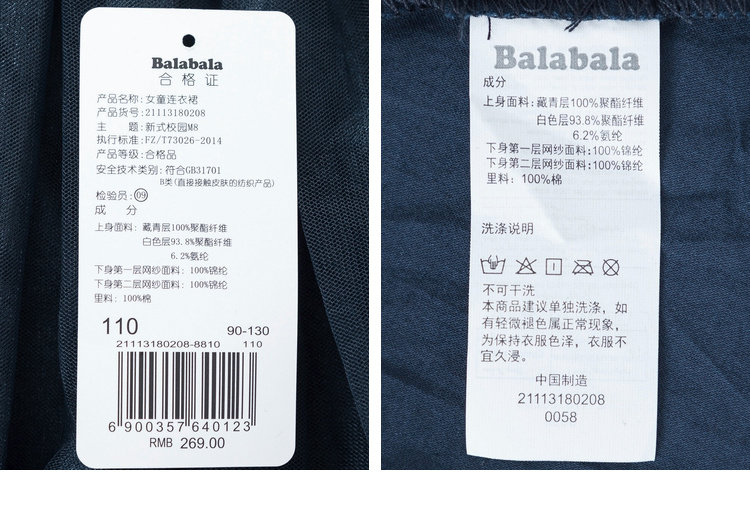 Balabala
合格证
产品名称:女童连衣裙
产品货号:21113180208
主 题:新式校园M8
执行标准:FZ/T73026-2014
产品等级:合格品
安全技术类别:符合GB31701
B类(直接接触皮肤的纺织产品)
检验员:09
成 分
上身面料:藏青层100%聚酯纤维
白色层93.8%聚酯纤维
6.2%氨纶
下身第一层网纱面料:100%锦纶
下身第二层网纱面料:100%锦纶
里料:100%棉
110 90-130
21113180208-8810 110
6 900357 640123
RMB 269.00
Balabala
成分
上身面料:藏青层100%聚酯纤维
白色层93.8%聚酯纤维
6.2%氨纶
下身第一层网纱面料:100%锦纶
下身第二层网纱面料:100%锦纶
里料:100%棉
洗涤说明
不可干洗
本商品建议单独洗涤,如
有轻微褪色属正常现象,
为保持衣服色泽,衣服不
宜久浸。
中国制造
21113180208
0058